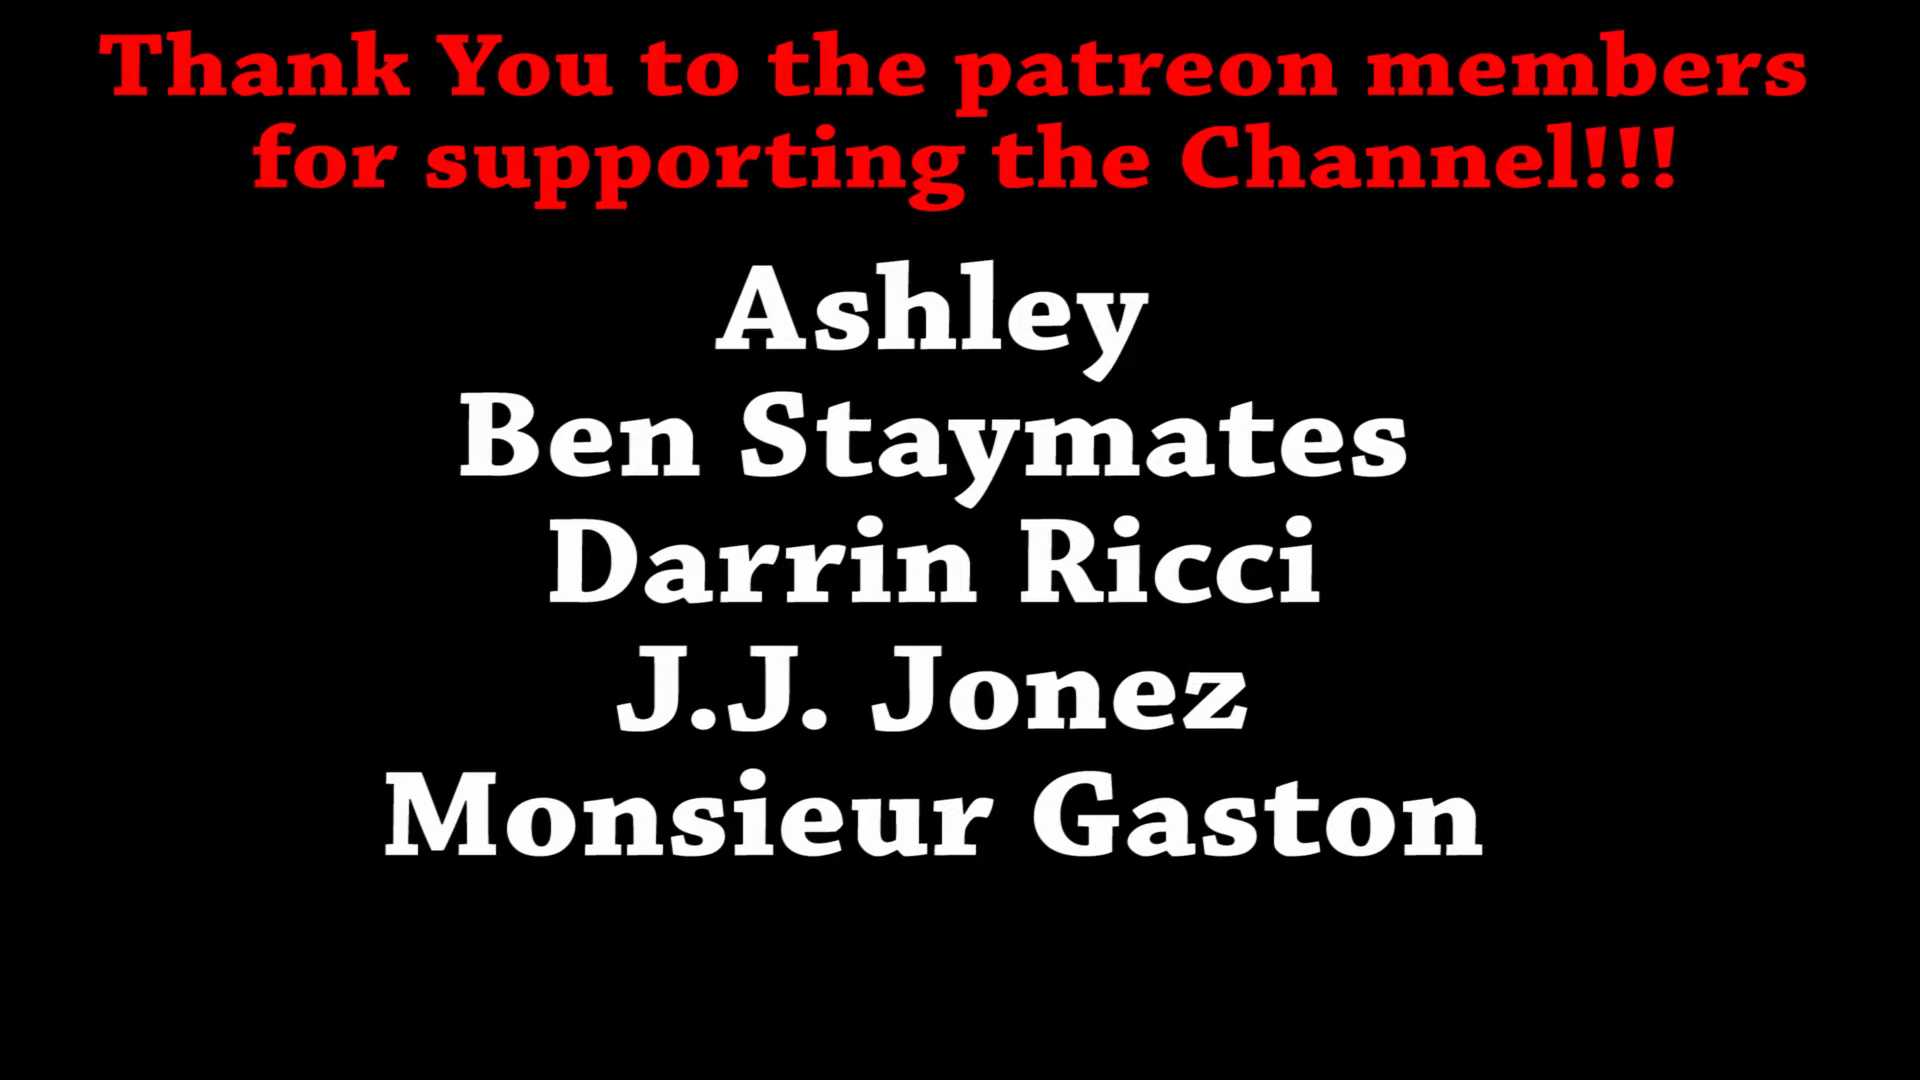 Thank You to the patreon members
for supporting the Channel!!!
Ashley
Ben Staymates
Darrin Ricci
J.J. Jonez
Monsieur Gaston